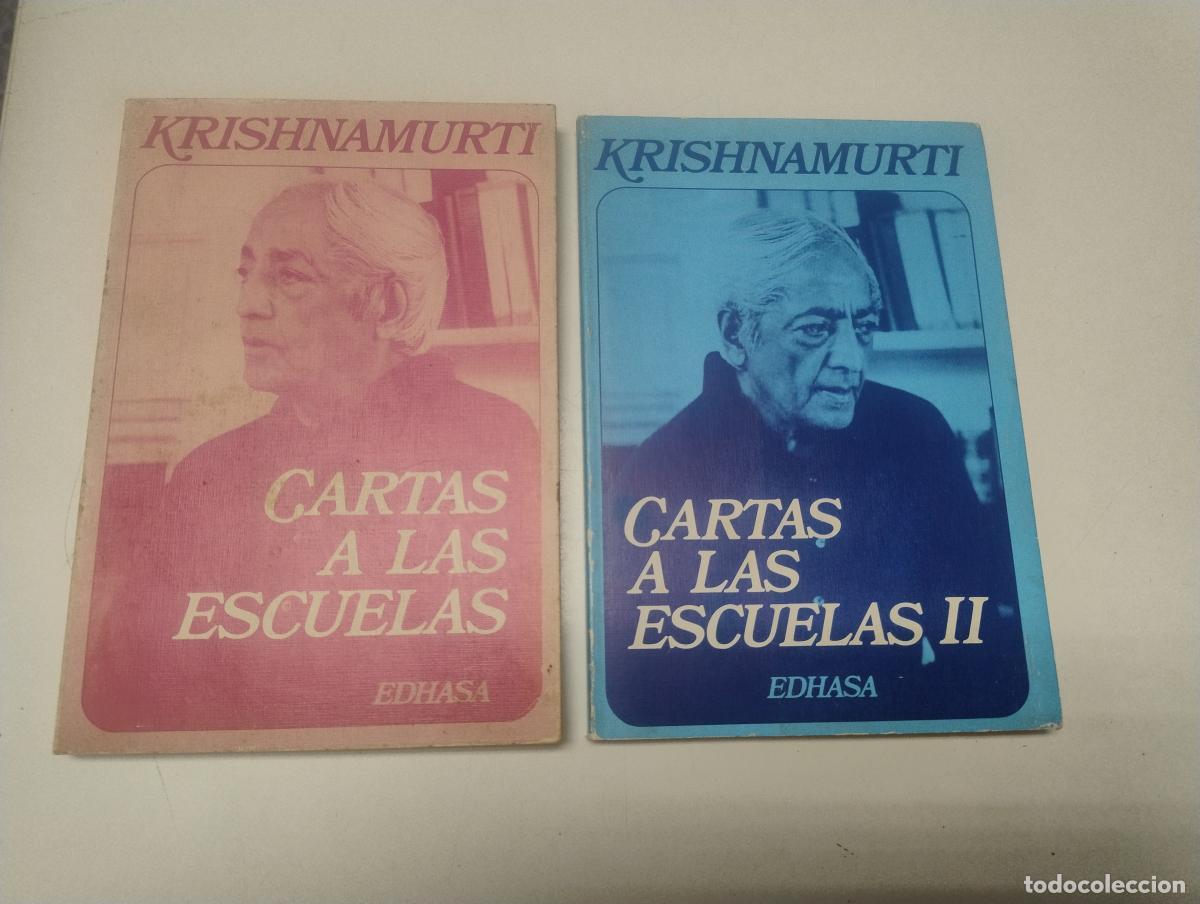 KRISHNAMURTI
CARTAS
A LAS
ESCUELAS
EDHASA
KRISHNAMURTI
CARTAS
A LAS
ESCUELAS II
EDHASA
todocoleccion